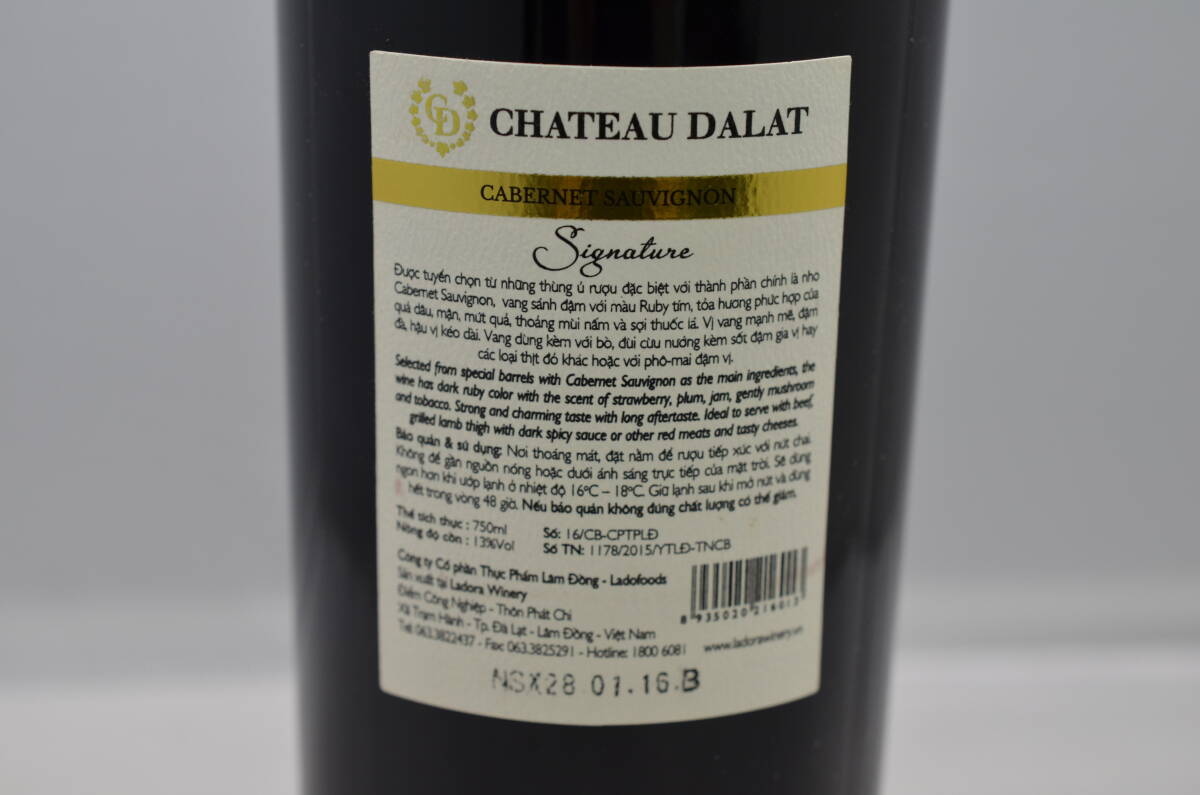 CD CHATEAU DALAT
CABERNET SAUVIGNON
Signature
Được tuyển chọn từ những thùng ủ rượu đặc biệt với thành phần chính là nho
Cabernet Sauvignon, vang sánh đậm với màu Ruby tím, tỏa hương phức hợp của
quả dâu, mận, mứt quả, thoảng mùi nấm và sợi thuốc lá. Vị vang mạnh mẽ, đậm
đà, hậu vị kéo dài. Vang dùng kèm với bò, đùi cừu nướng kèm sốt đậm gia vị hay
các loại thịt đỏ khác hoặc với phô-mai đậm vị.
Selected from special barrels with Cabernet Sauvignon as the main ingredients, the
wine has dark ruby color with the scent of strawberry, plum, jam, gently mushroom
and tobacco. Strong and charming taste with long aftertaste. Ideal to serve with beef,
grilled lamb thigh with dark spicy sauce or other red meats and tasty cheeses.
Bảo quản & sử dụng: Nơi thoáng mát, đặt nằm để rượu tiếp xúc với nút chai.
Không để gần nguồn nóng hoặc dưới ánh sáng trực tiếp của mặt trời. Sẽ dùng
ngon hơn khi ướp lạnh ở nhiệt độ 16°C – 18°C. Giữ lạnh sau khi mở nút và dùng
hết trong vòng 48 giờ. Nếu bảo quản không đúng chất lượng có thể giảm.
Thể tích thực : 750ml Số: 16/CB-CPTPLĐ
Nồng độ cồn : 13%Vol Số TN: 1178/2015/YTLĐ-TNCB
Công ty Cổ phần Thực Phẩm Lâm Đồng - Ladofoods
Sản xuất tại Ladora Winery
Điểm Công Nghiệp - Thôn Phát Chi
Xã Trạm Hành - Tp. Đà Lạt - Lâm Đồng - Việt Nam
Tel: 063.3822437 - Fax: 063.3825291 - Hotline: 1800 6081 www.ladorawinery.vn
8 935020 216013
NSX28 01.16.B